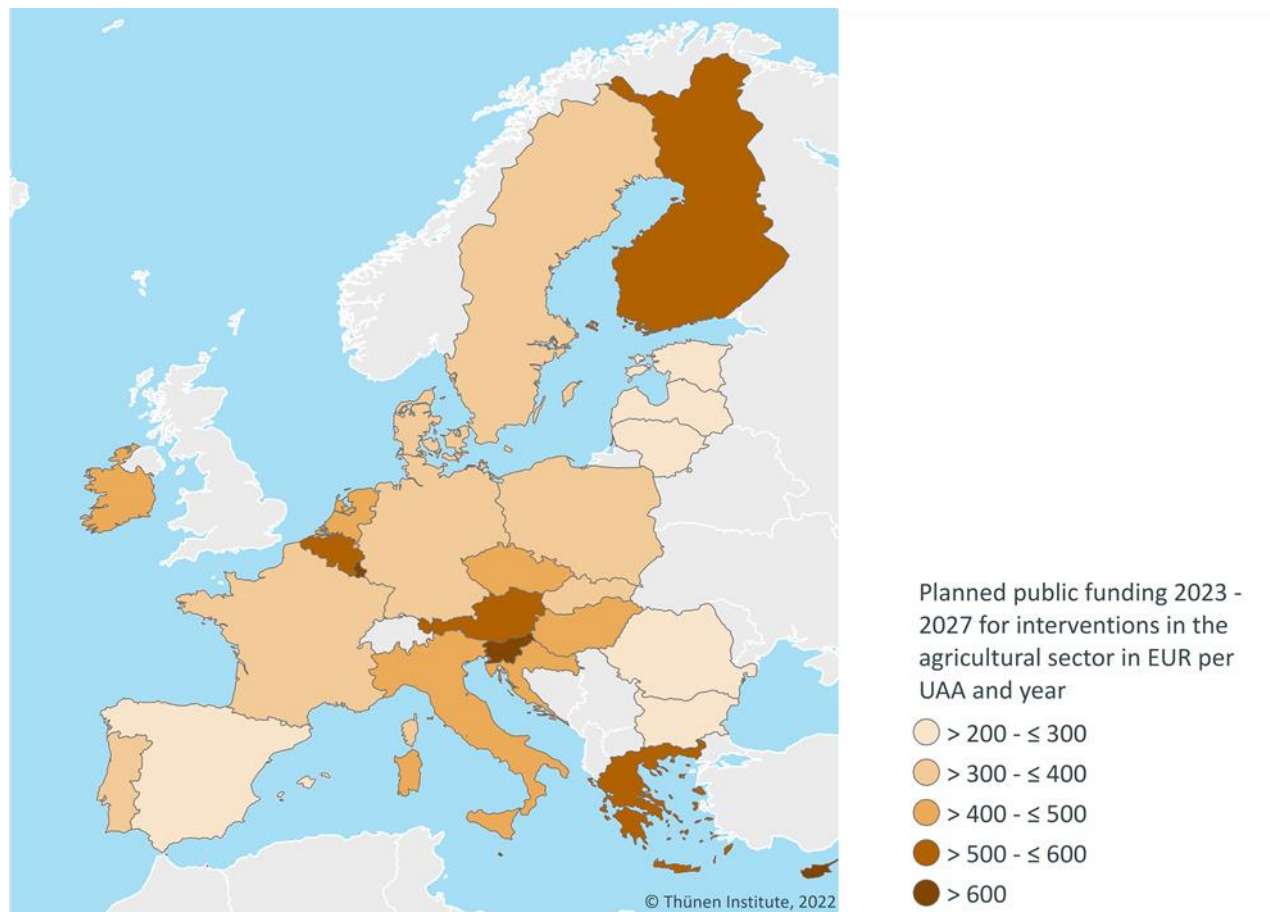 Planned public funding 2023 -
2027 for interventions in the
agricultural sector in EUR per
UAA and year
> 200 - ≤ 300
> 300 - ≤ 400
> 400 - ≤ 500
> 500 - ≤ 600
> 600
© Thünen Institute, 2022